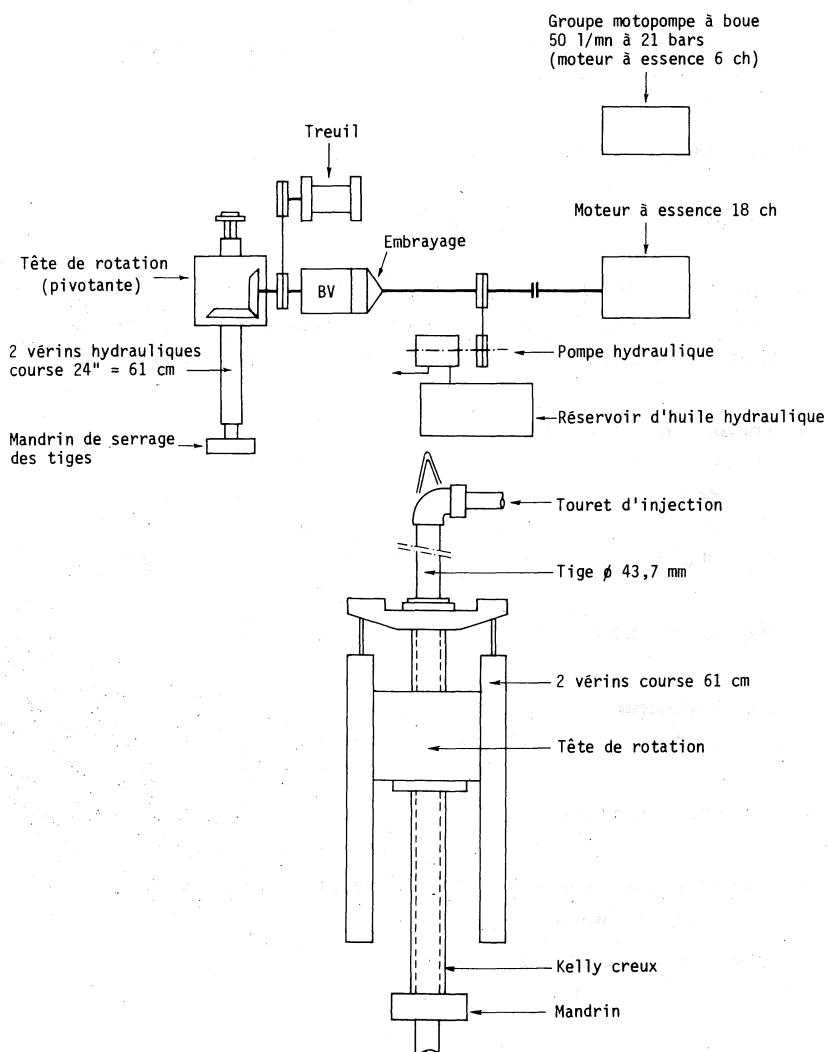 Groupe motopompe à boue
50 l/mn à 21 bars
(moteur à essence 6 ch)
Treuil
Moteur à essence 18 ch
Embrayage
Tête de rotation
(pivotante)
BV
2 vérins hydrauliques
course 24" = 61 cm
Pompe hydraulique
Réservoir d'huile hydraulique
Mandrin de serrage
des tiges
Touret d'injection
Tige ø 43,7 mm
2 vérins course 61 cm
Tête de rotation
Kelly creux
Mandrin